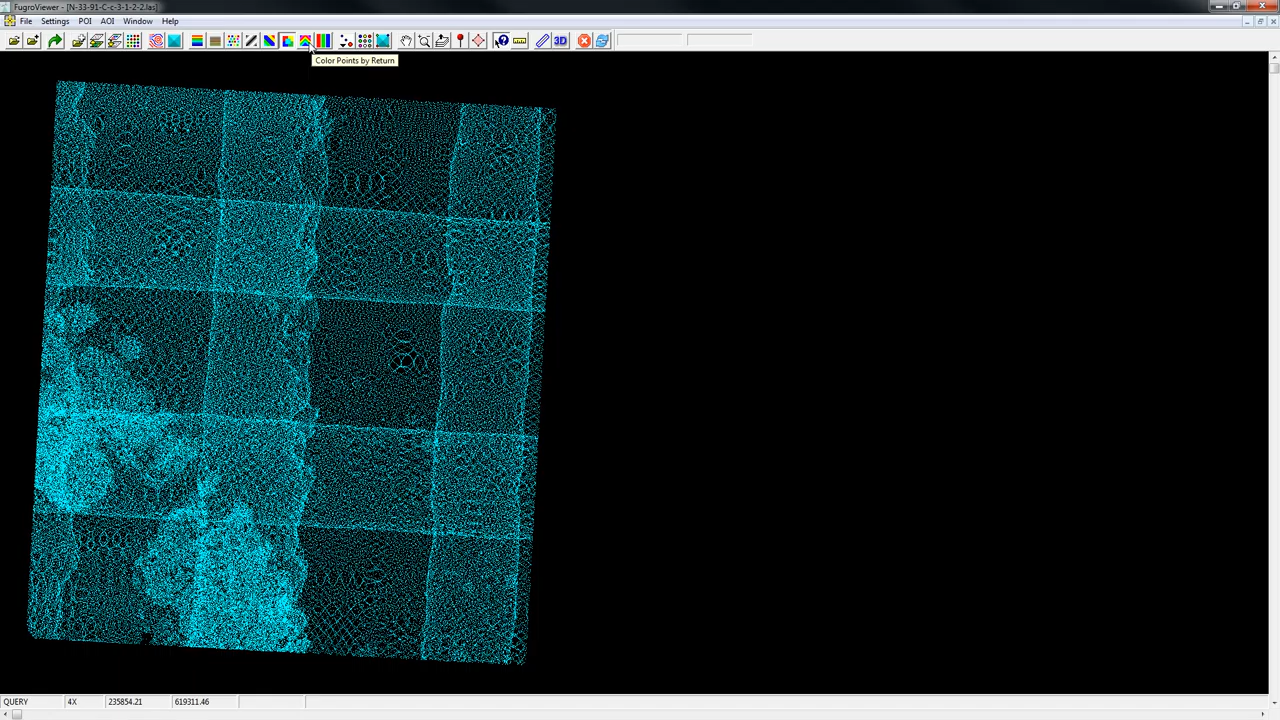 FugroViewer - [N-33-91-C-c-3-1-2-2.las]
File Settings POI AOI Window Help
3D
Color Points by Return
QUERY 4X 235854.21 619311.46